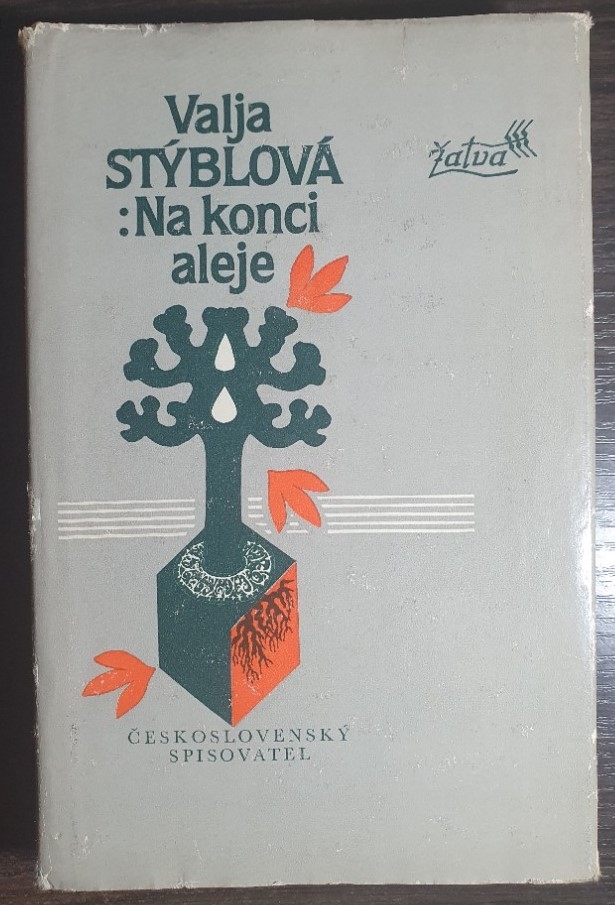 Valja
STÝBLOVÁ
:Na konci
aleje
Žatva
ČESKOSLOVENSKÝ
SPISOVATEL